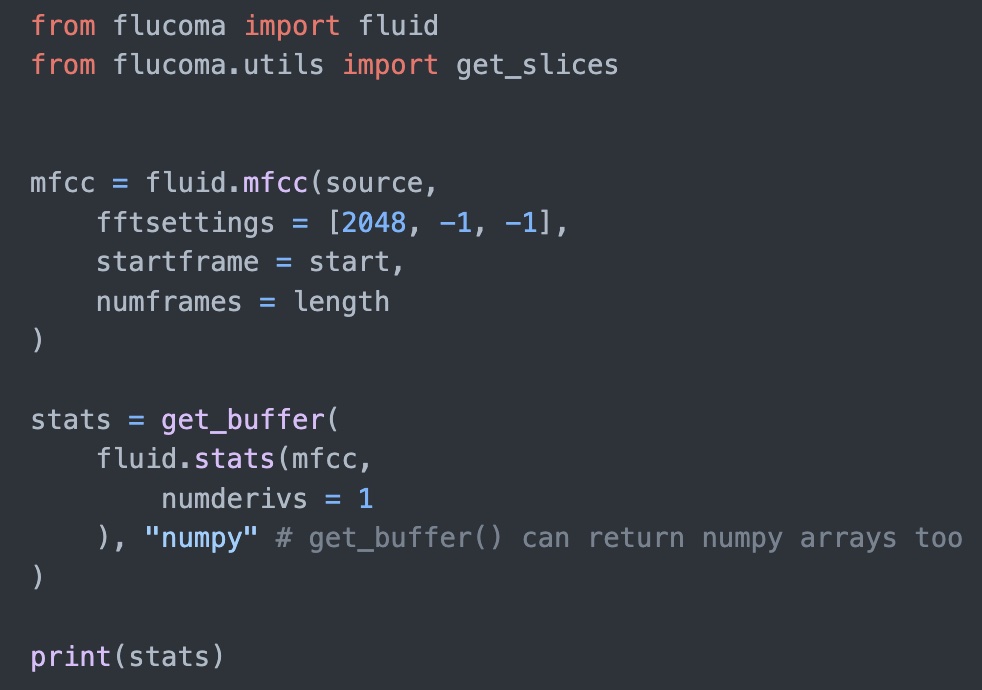 from flucoma import fluid
from flucoma.utils import get_slices
mfcc = fluid.mfcc(source,
    fftsettings = [2048, -1, -1],
    startframe = start,
    numframes = length
)
stats = get_buffer(
    fluid.stats(mfcc,
        numderivs = 1
    ), "numpy" # get_buffer() can return numpy arrays too
)
print(stats)